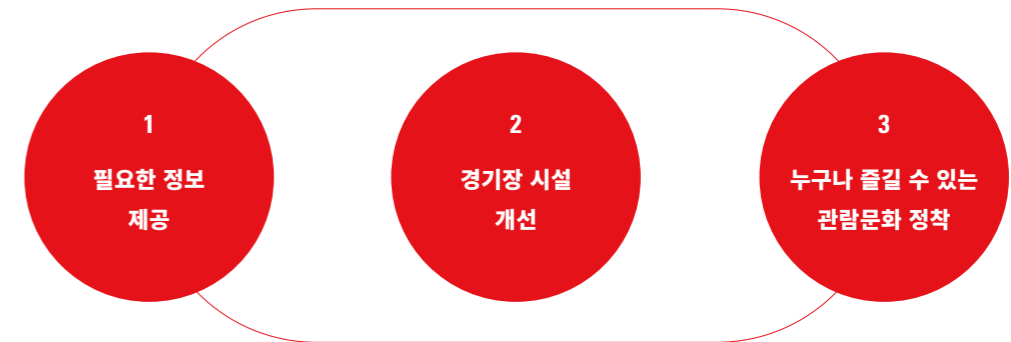 1
필요한 정보
제공
2
경기장 시설
개선
3
누구나 즐길 수 있는
관람문화 정착